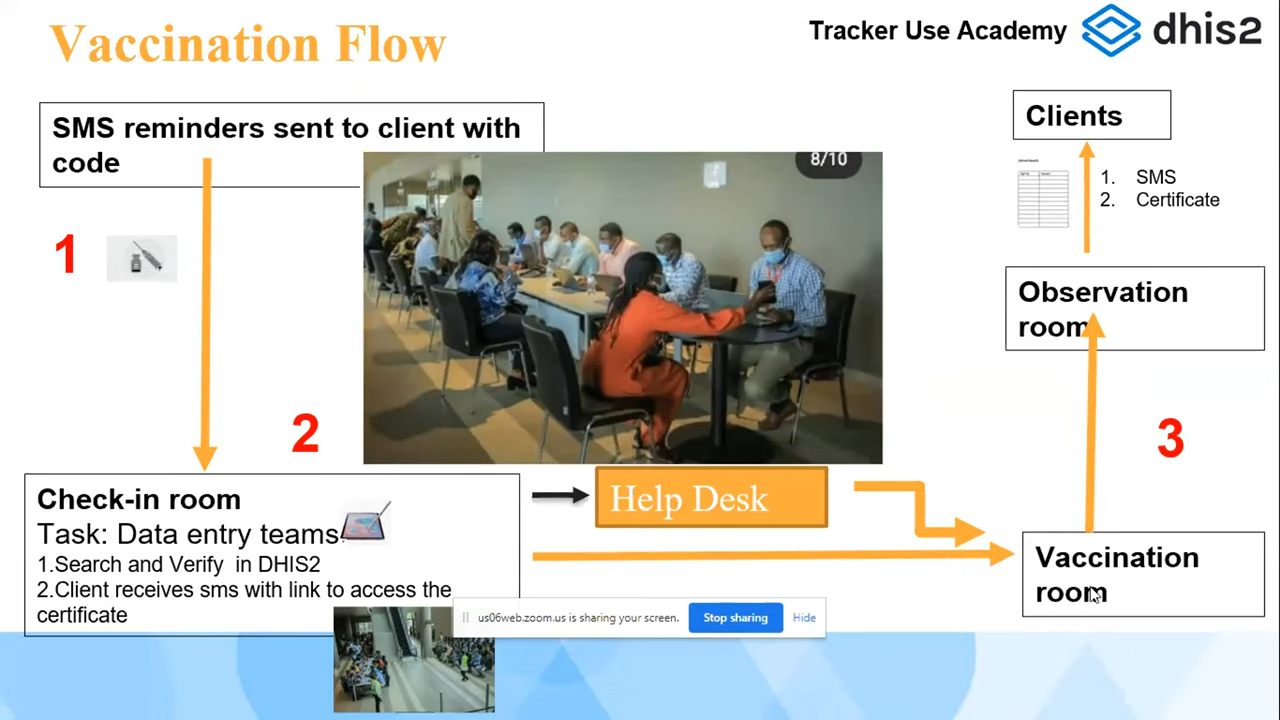 Vaccination Flow
Tracker Use Academy
dhis2
SMS reminders sent to client with
code
8/10
1
2
Check-in room
Task: Data entry teams.
1.Search and Verify in DHIS2
2.Client receives sms with link to access the
certificate
Help Desk
us06web.zoom.us is sharing your screen.
Stop sharing
Hide
Clients
1. SMS
2. Certificate
Observation
room
3
Vaccination
room